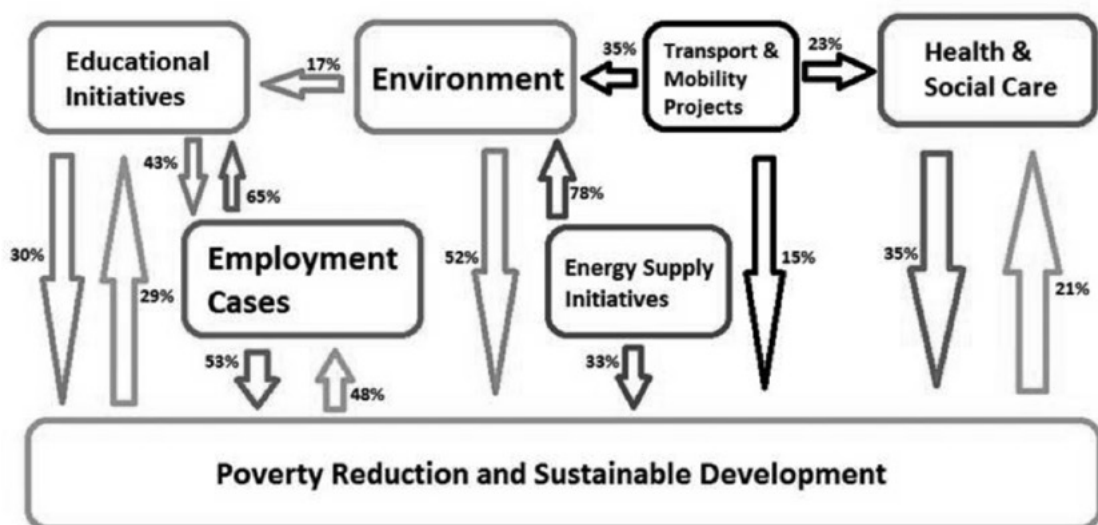 Educational
Initiatives
17%
Environment
35%
Transport &
Mobility
Projects
23%
Health &
Social Care
43%
65%
78%
30%
29%
Employment
Cases
52%
Energy Supply
Initiatives
15%
35%
21%
53%
48%
33%
Poverty Reduction and Sustainable Development